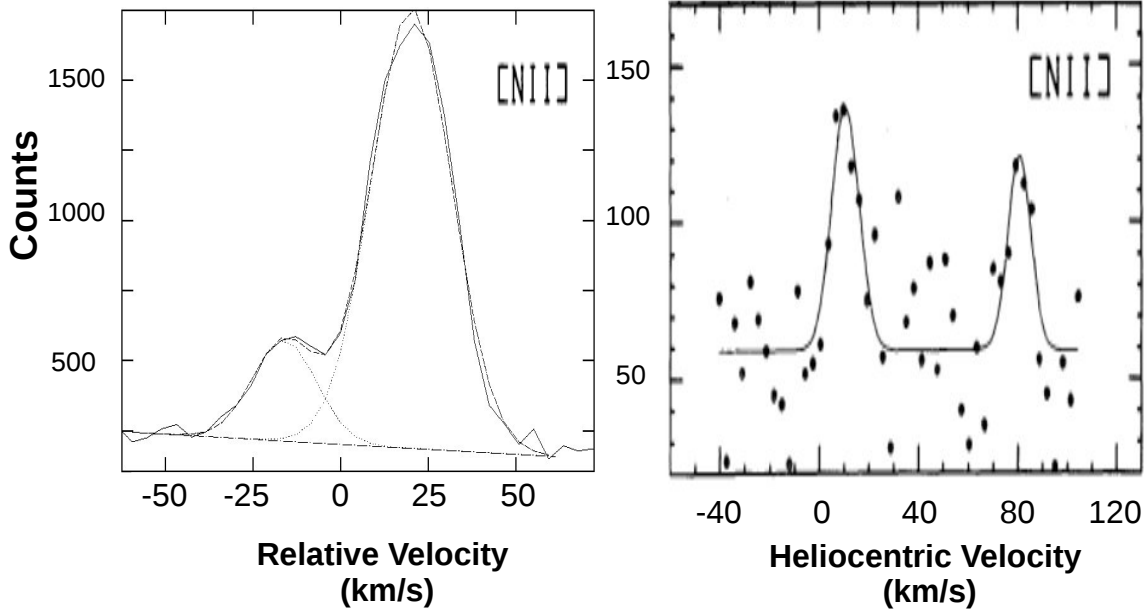 Counts
1500
1000
500
[NII]
-50 -25 0 25 50
Relative Velocity
(km/s)
150
100
50
[NII]
-40 0 40 80 120
Heliocentric Velocity
(km/s)